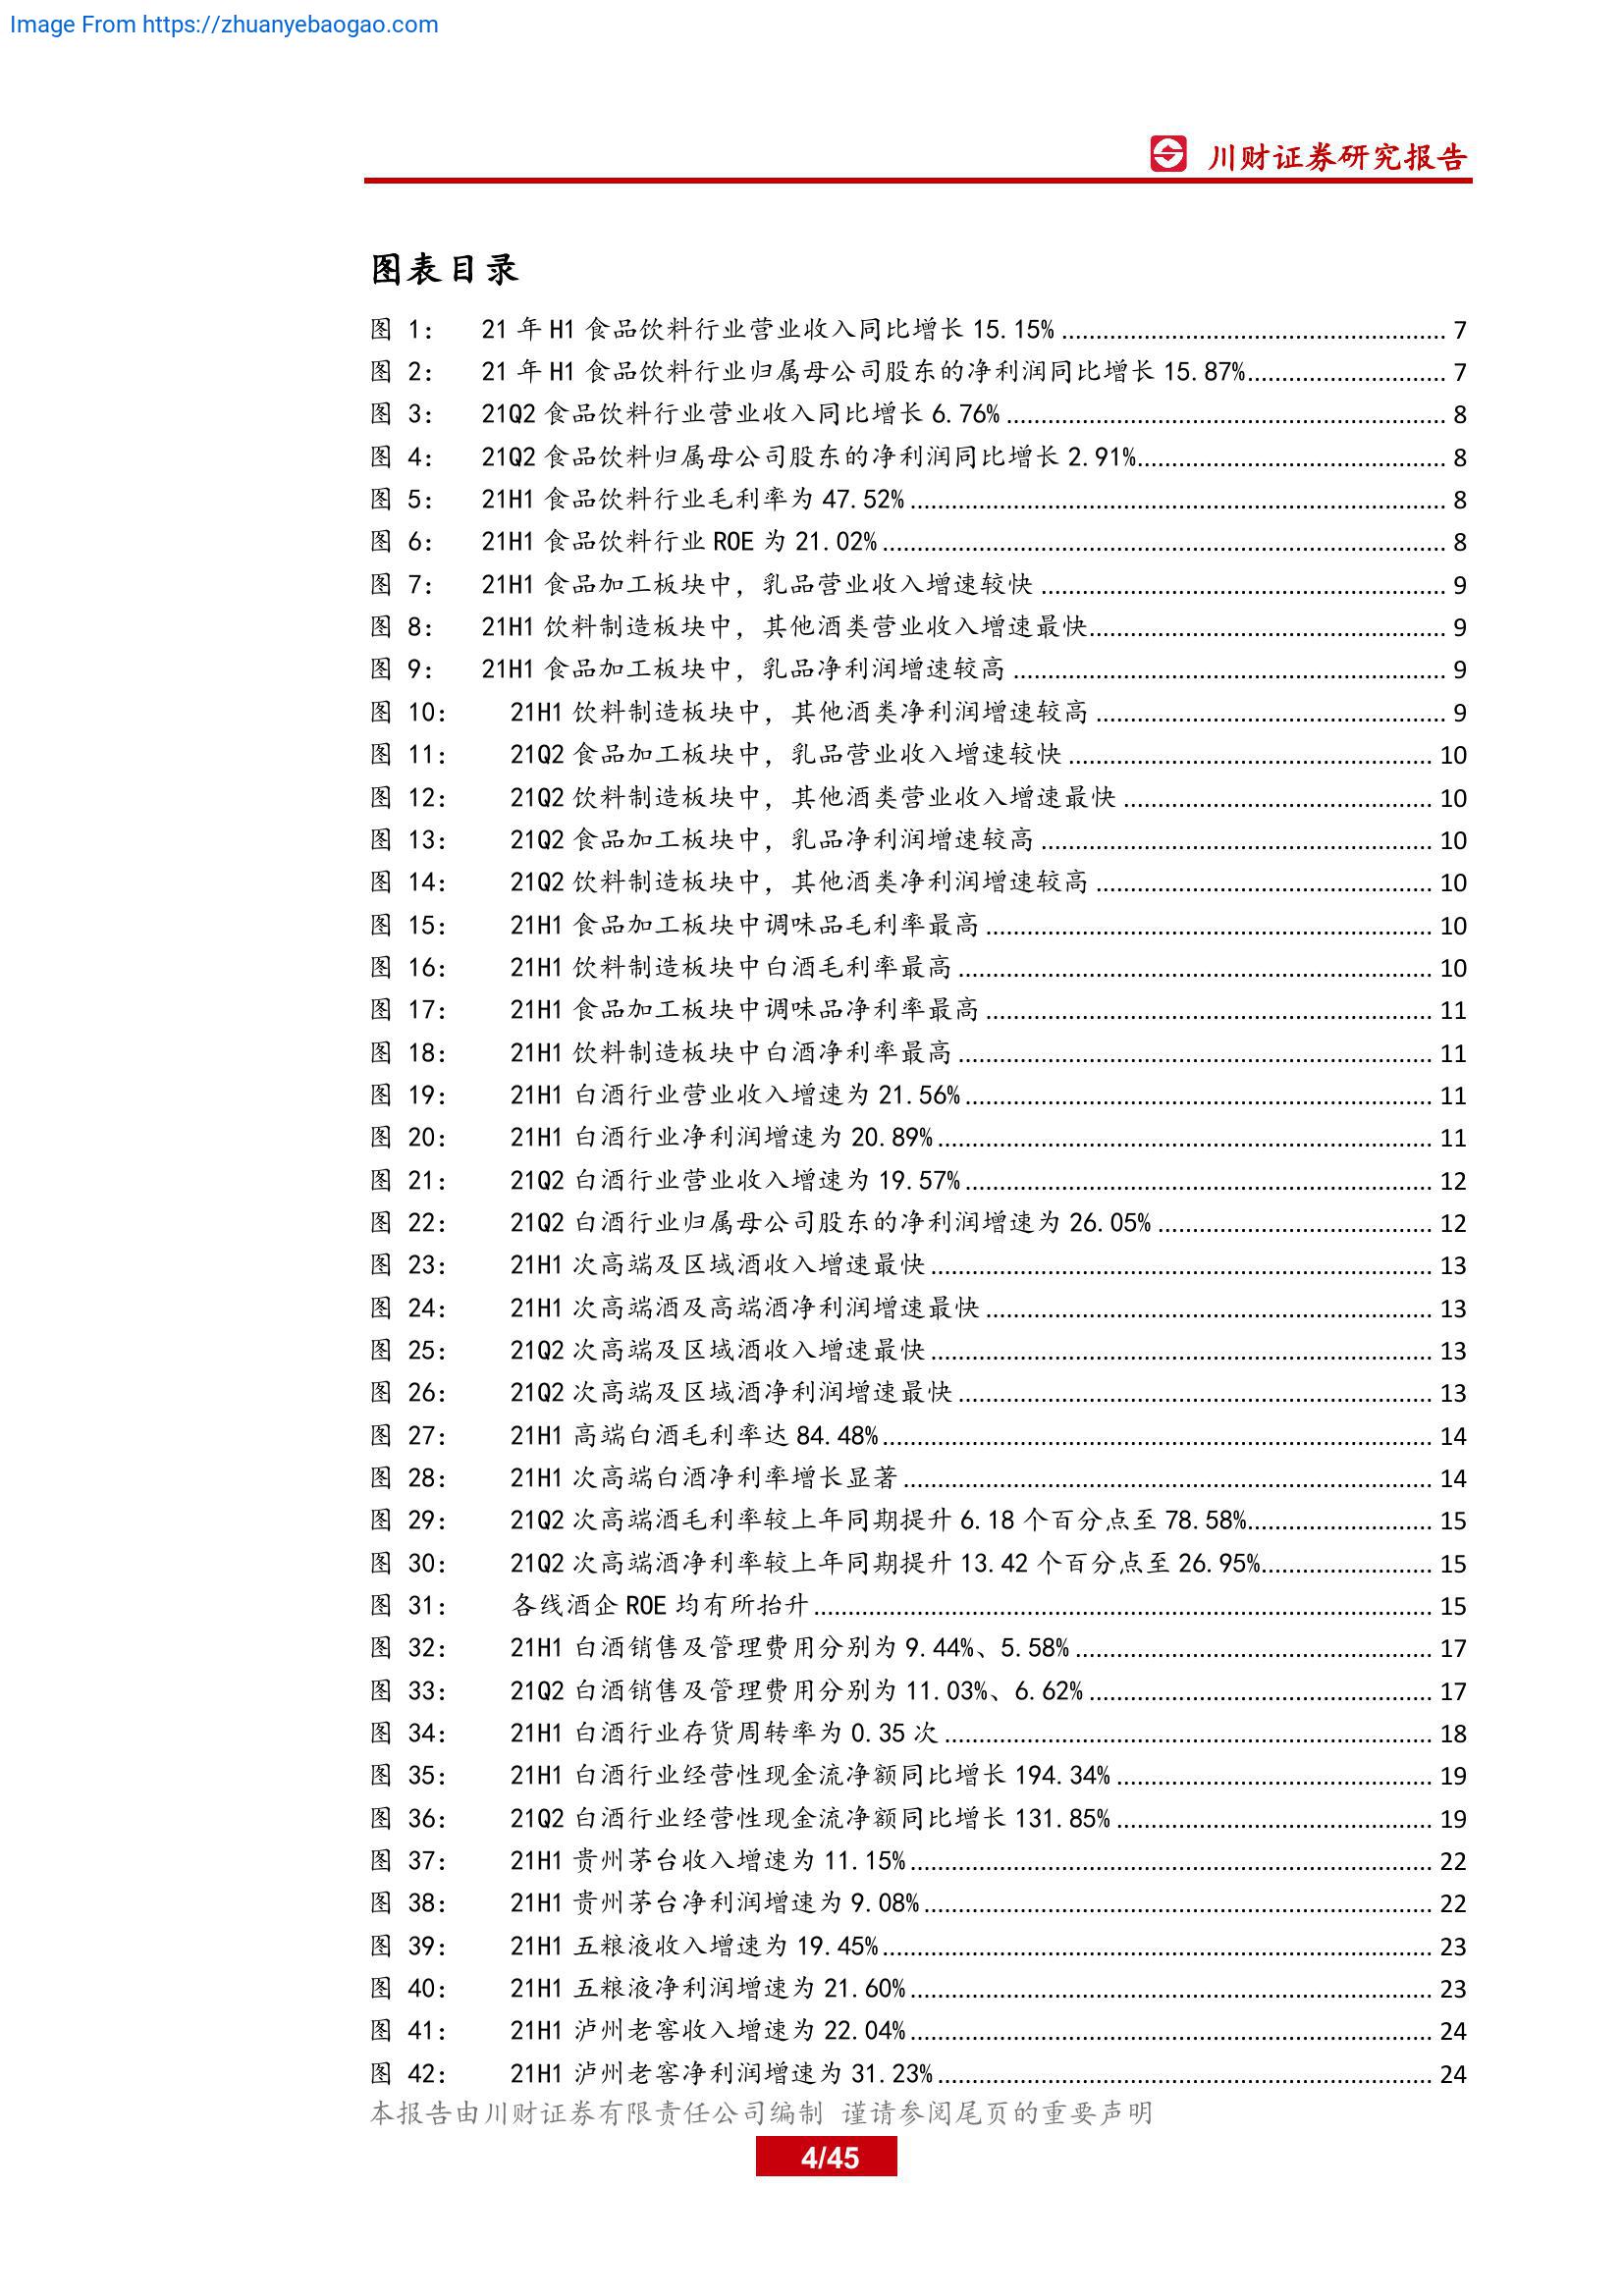 Image From https://zhuanyebaogao.com
川财证券研究报告
图表目录
图 1： 21 年 H1 食品饮料行业营业收入同比增长 15.15% 7
图 2： 21 年 H1 食品饮料行业归属母公司股东的净利润同比增长 15.87% 7
图 3： 21Q2 食品饮料行业营业收入同比增长 6.76% 8
图 4： 21Q2 食品饮料归属母公司股东的净利润同比增长 2.91% 8
图 5： 21H1 食品饮料行业毛利率为 47.52% 8
图 6： 21H1 食品饮料行业 ROE 为 21.02% 8
图 7： 21H1 食品加工板块中，乳品营业收入增速较快 9
图 8： 21H1 饮料制造板块中，其他酒类营业收入增速最快 9
图 9： 21H1 食品加工板块中，乳品净利润增速较高 9
图 10： 21H1 饮料制造板块中，其他酒类净利润增速较高 9
图 11： 21Q2 食品加工板块中，乳品营业收入增速较快 10
图 12： 21Q2 饮料制造板块中，其他酒类营业收入增速最快 10
图 13： 21Q2 食品加工板块中，乳品净利润增速较高 10
图 14： 21Q2 饮料制造板块中，其他酒类净利润增速较高 10
图 15： 21H1 食品加工板块中调味品毛利率最高 10
图 16： 21H1 饮料制造板块中白酒毛利率最高 10
图 17： 21H1 食品加工板块中调味品净利率最高 11
图 18： 21H1 饮料制造板块中白酒净利率最高 11
图 19： 21H1 白酒行业营业收入增速为 21.56% 11
图 20： 21H1 白酒行业净利润增速为 20.89% 11
图 21： 21Q2 白酒行业营业收入增速为 19.57% 12
图 22： 21Q2 白酒行业归属母公司股东的净利润增速为 26.05% 12
图 23： 21H1 次高端及区域酒收入增速最快 13
图 24： 21H1 次高端酒及高端酒净利润增速最快 13
图 25： 21Q2 次高端及区域酒收入增速最快 13
图 26： 21Q2 次高端及区域酒净利润增速最快 13
图 27： 21H1 高端白酒毛利率达 84.48% 14
图 28： 21H1 次高端白酒净利率增长显著 14
图 29： 21Q2 次高端酒毛利率较上年同期提升 6.18 个百分点至 78.58% 15
图 30： 21Q2 次高端酒净利率较上年同期提升 13.42 个百分点至 26.95% 15
图 31： 各线酒企 ROE 均有所抬升 15
图 32： 21H1 白酒销售及管理费用分别为 9.44%、5.58% 17
图 33： 21Q2 白酒销售及管理费用分别为 11.03%、6.62% 17
图 34： 21H1 白酒行业存货周转率为 0.35 次 18
图 35： 21H1 白酒行业经营性现金流净额同比增长 194.34% 19
图 36： 21Q2 白酒行业经营性现金流净额同比增长 131.85% 19
图 37： 21H1 贵州茅台收入增速为 11.15% 22
图 38： 21H1 贵州茅台净利润增速为 9.08% 22
图 39： 21H1 五粮液收入增速为 19.45% 23
图 40： 21H1 五粮液净利润增速为 21.60% 23
图 41： 21H1 泸州老窖收入增速为 22.04% 24
图 42： 21H1 泸州老窖净利润增速为 31.23% 24
本报告由川财证券有限责任公司编制 谨请参阅尾页的重要声明
4/45